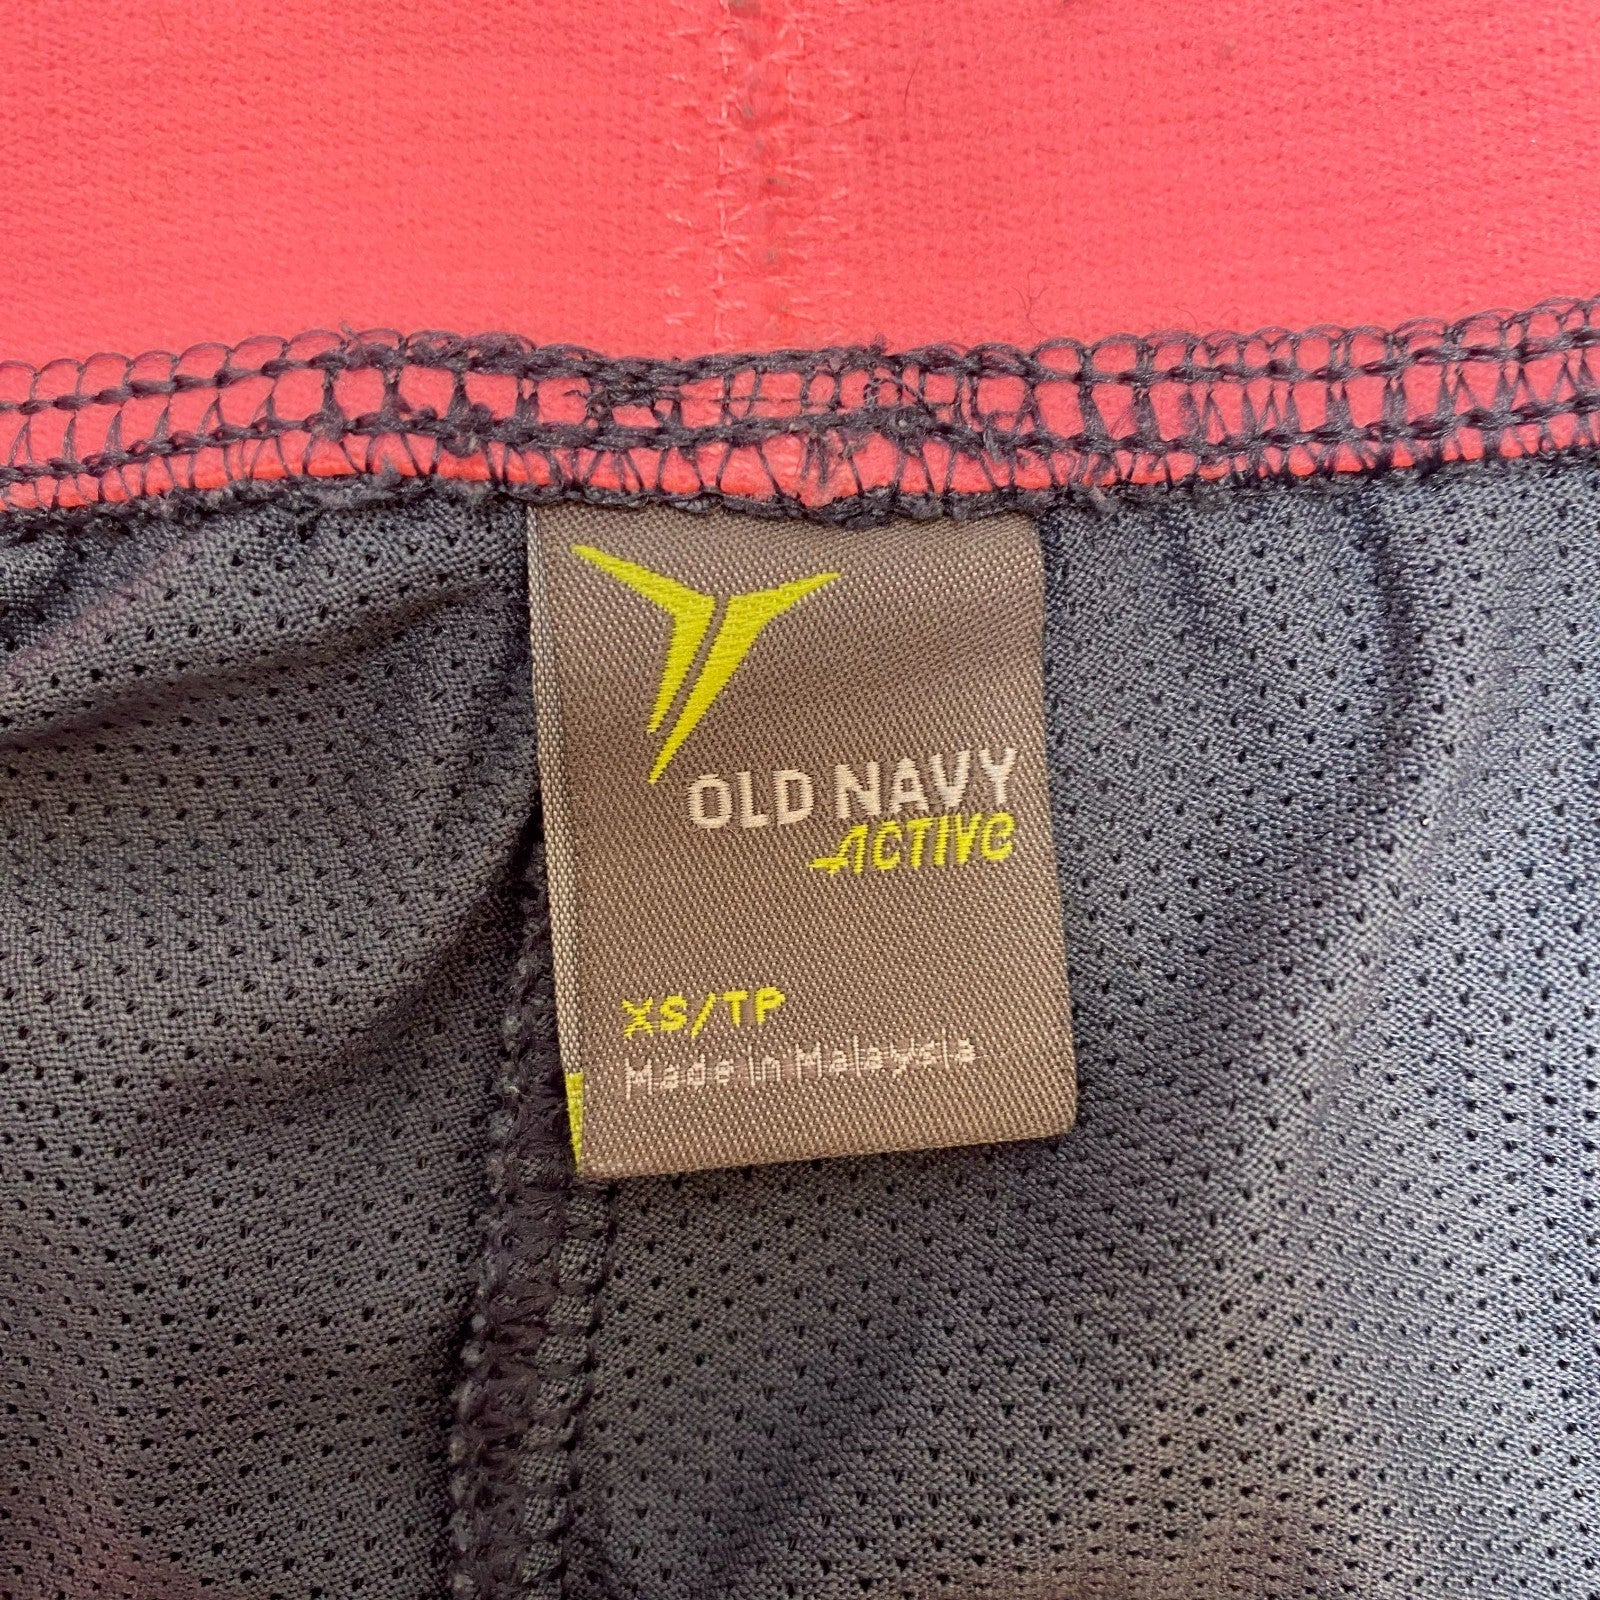 OLD NAVY
ACTIVE
XS/TP
Made in Malaysia